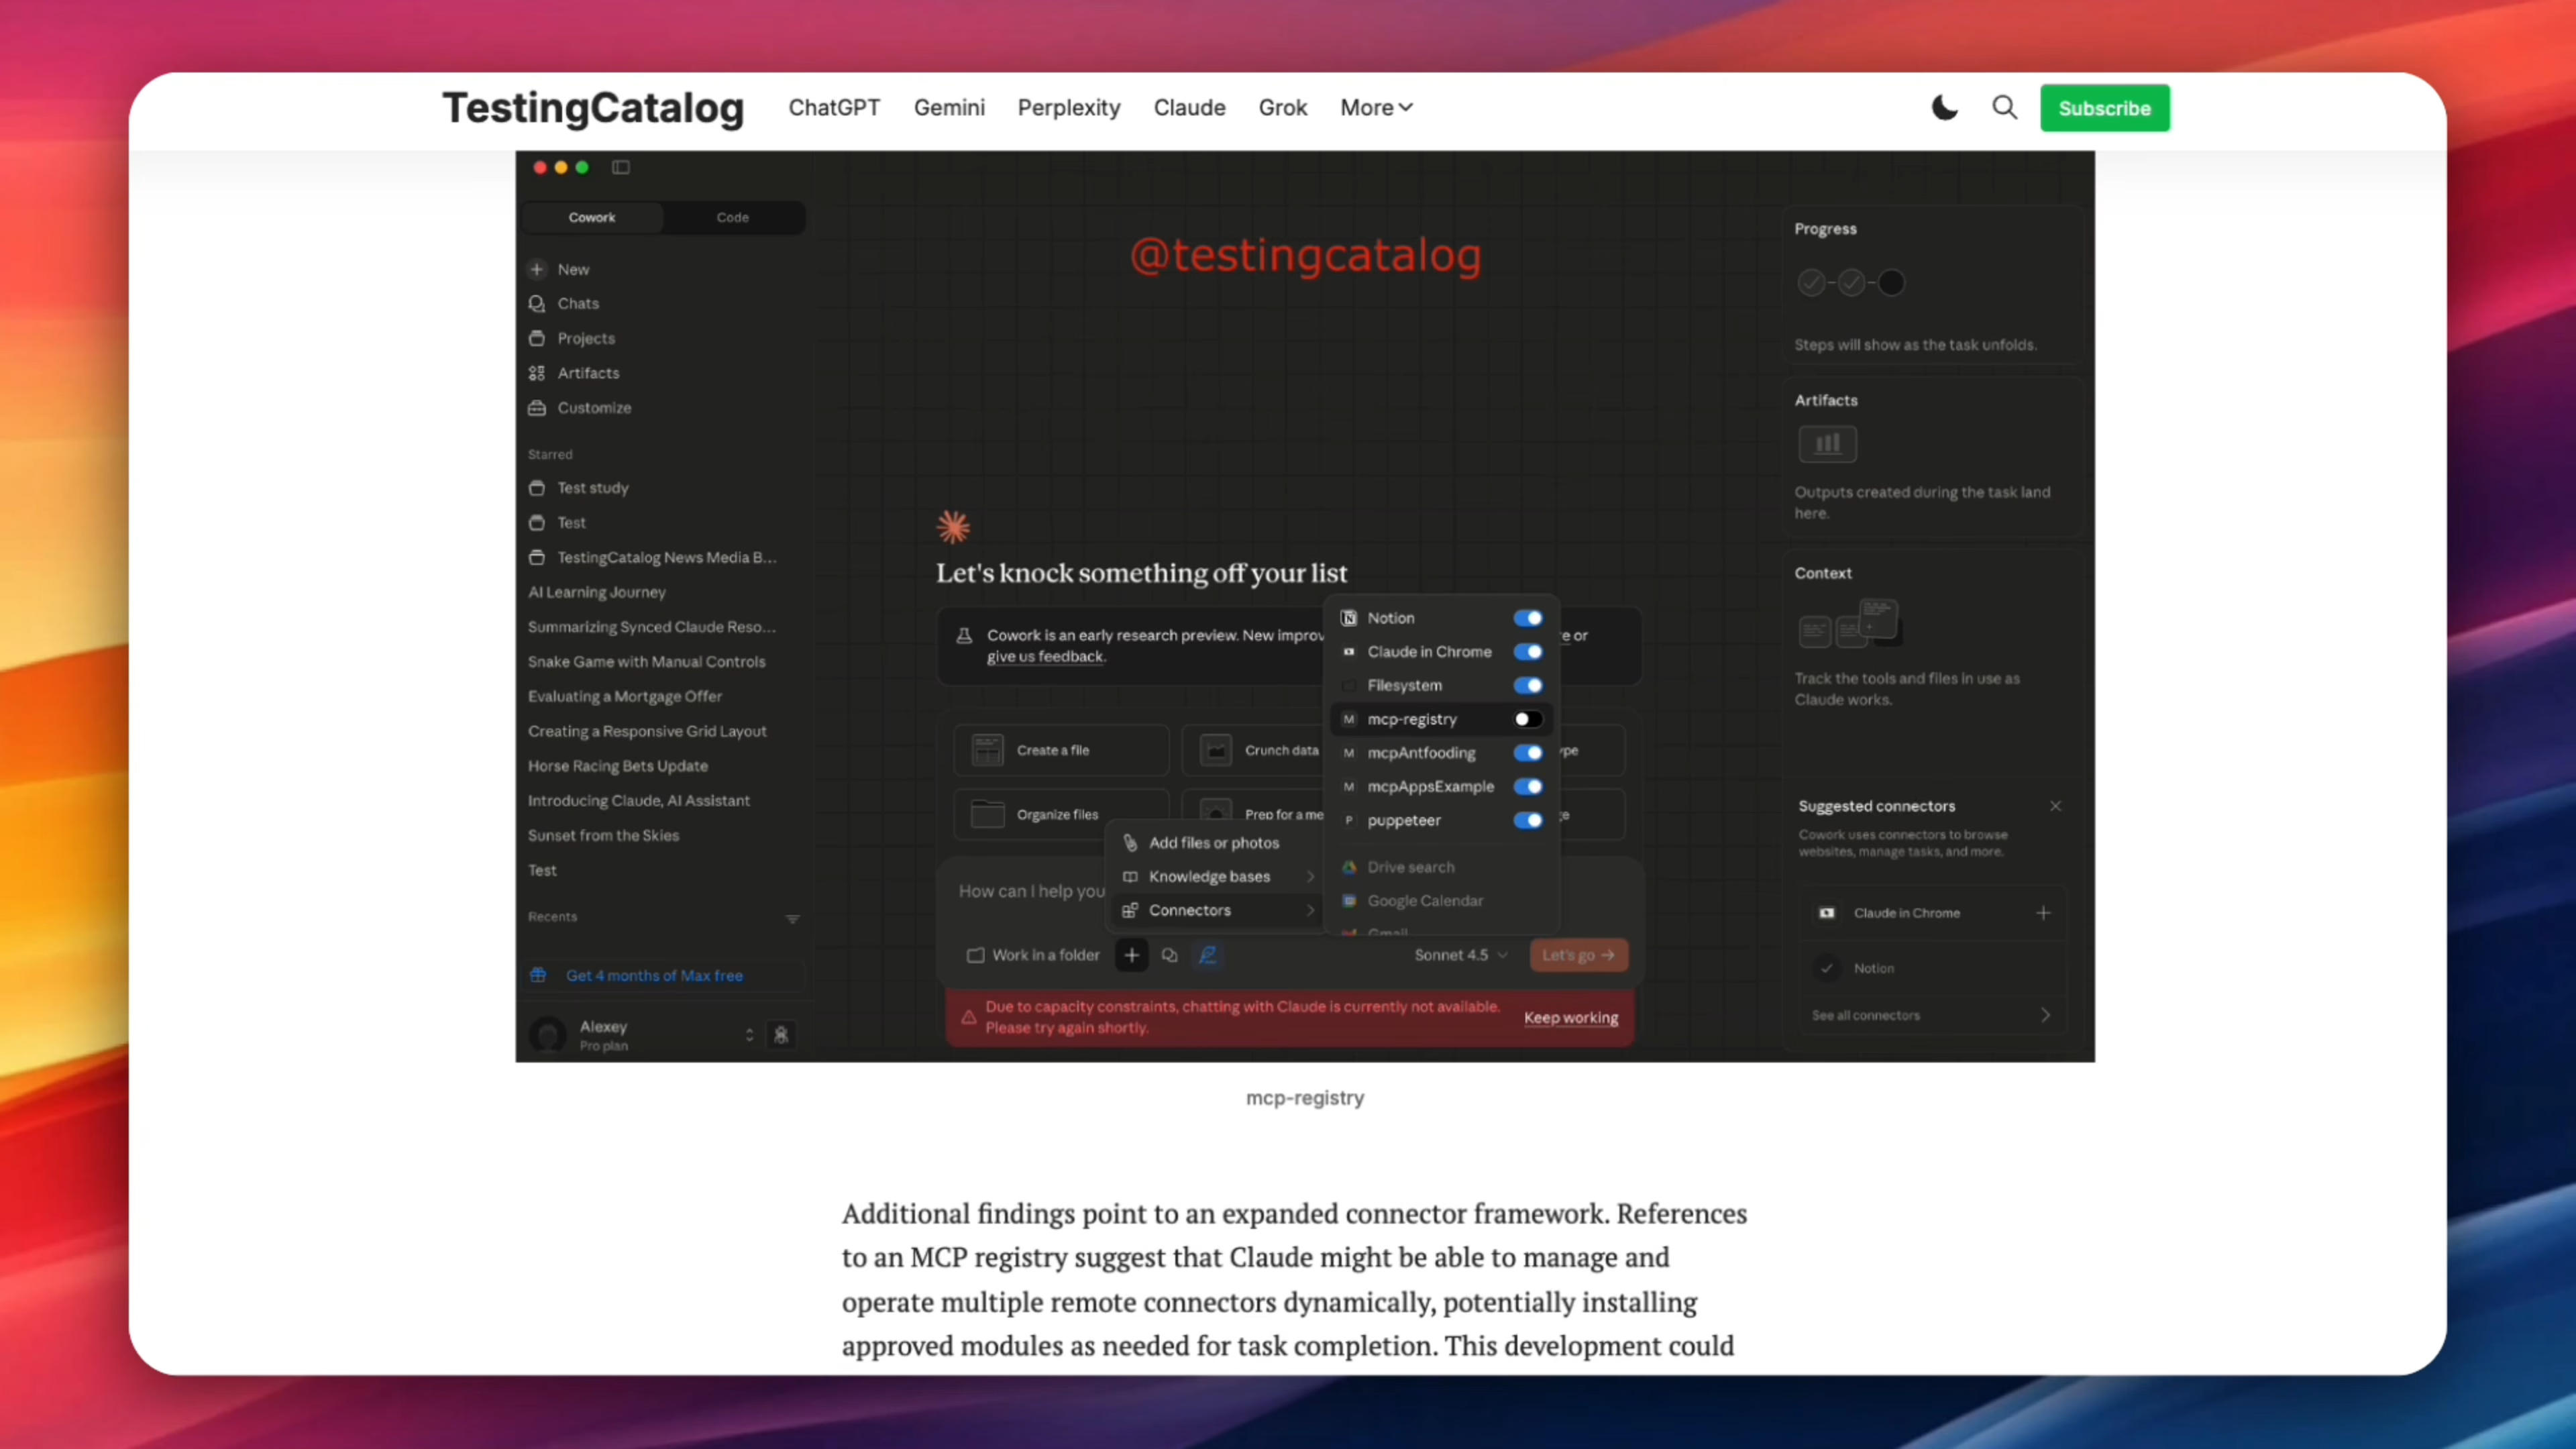 TestingCatalog ChatGPT Gemini Perplexity Claude Grok More Subscribe
Cowork Code
New
Chats
Projects
Artifacts
Customize
Starred
Test study
Test
TestingCatalog News Media B...
AI Learning Journey
Summarizing Synced Claude Reso...
Snake Game with Manual Controls
Evaluating a Mortgage Offer
Creating a Responsive Grid Layout
Horse Racing Bets Update
Introducing Claude, AI Assistant
Sunset from the Skies
Test
Recents
Get 4 months of Max free
Alexey
Pro plan
@testingcatalog
Let's knock something off your list
Cowork is an early research preview. New improv
e or
give us feedback.
Create a file
Crunch data
ype
Organize files
Prep for a me
ge
Notion
Claude in Chrome
Filesystem
M mcp-registry
M mcpAntfooding
M mcpAppsExample
P puppeteer
Drive search
Google Calendar
Gmail
Add files or photos
Knowledge bases
Connectors
How can I help you
Work in a folder
Sonnet 4.5
Let's go →
Due to capacity constraints, chatting with Claude is currently not available.
Please try again shortly.
Keep working
Progress
Steps will show as the task unfolds.
Artifacts
Outputs created during the task land
here.
Context
Track the tools and files in use as
Claude works.
Suggested connectors
Cowork uses connectors to browse
websites, manage tasks, and more.
Claude in Chrome
Notion
See all connectors
mcp-registry
Additional findings point to an expanded connector framework. References
to an MCP registry suggest that Claude might be able to manage and
operate multiple remote connectors dynamically, potentially installing
approved modules as needed for task completion. This development could